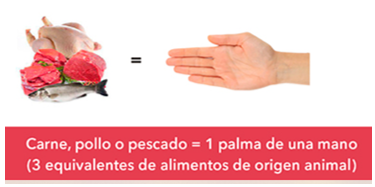 =
Carne, pollo o pescado = 1 palma de una mano
(3 equivalentes de alimentos de origen animal)